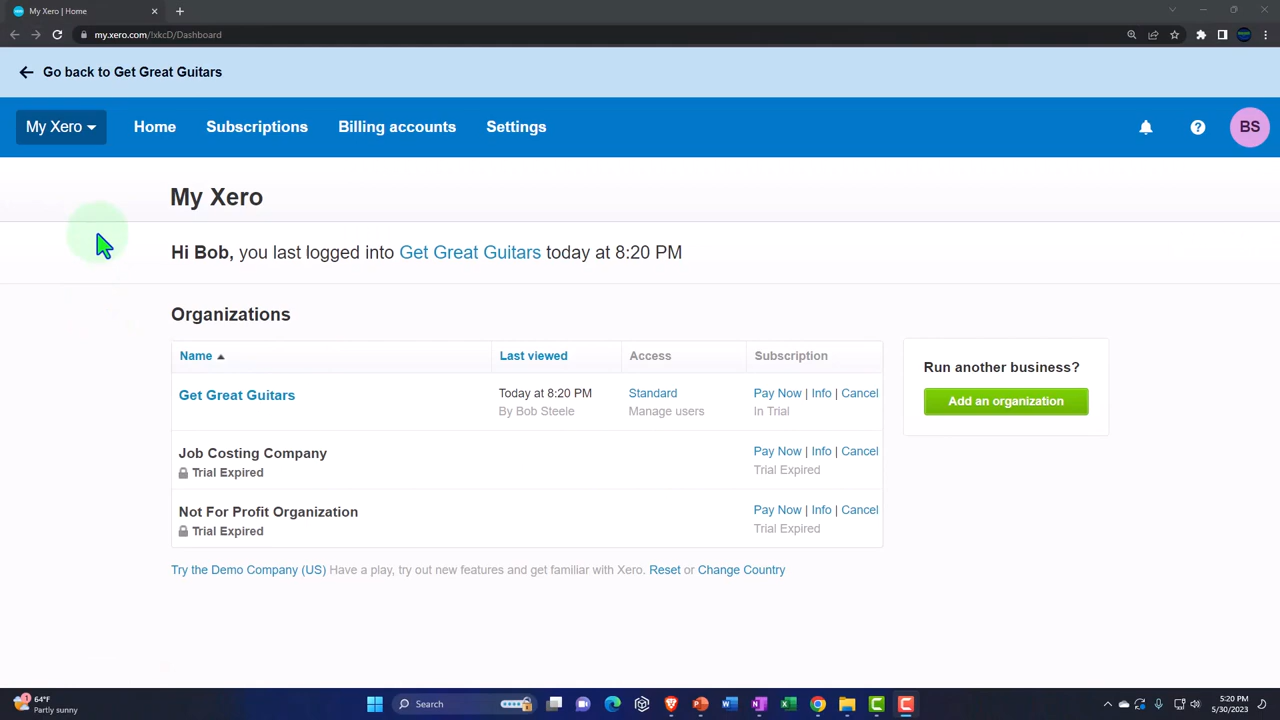 My Xero | Home
my.xero.com/!xkcD/Dashboard
Go back to Get Great Guitars
My Xero Home Subscriptions Billing accounts Settings BS
My Xero
Hi Bob, you last logged into Get Great Guitars today at 8:20 PM
Organizations
Name Last viewed Access Subscription
Get Great Guitars Today at 8:20 PM Standard Pay Now | Info | Cancel
By Bob Steele Manage users In Trial
Job Costing Company Pay Now | Info | Cancel
Trial Expired Trial Expired
Not For Profit Organization Pay Now | Info | Cancel
Trial Expired Trial Expired
Run another business?
Add an organization
Try the Demo Company (US) Have a play, try out new features and get familiar with Xero. Reset or Change Country
1 64°F
Partly sunny
Search
5:20 PM
5/30/2023